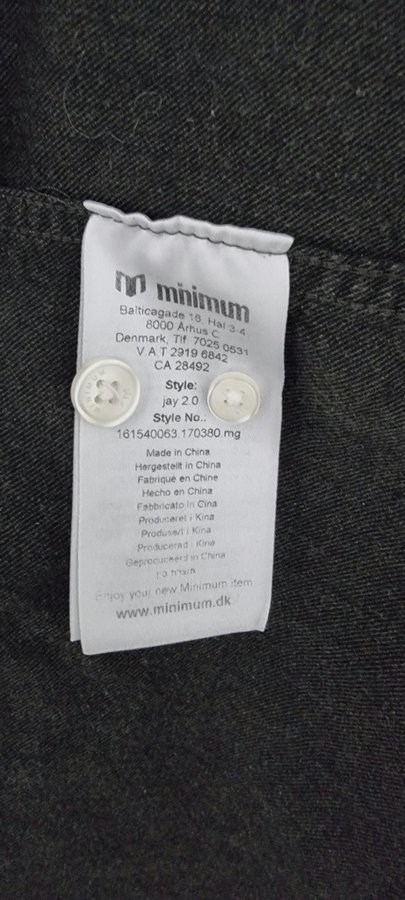 minimum
Balticagade 18, Hal 3-4
8000 Århus C
Denmark, Tlf 7025 0531
V A T 2919 6842
CA 28492
Style:
jay 2.0
Style No.:
161540063.170380.mg
Made in China
Hergestellt in China
Fabriqué en Chine
Hecho en China
Fabbricato in Cina
Produceret i Kina
Produsert i Kina
Producerad i Kina
Geproduceerd in China
Enjoy your new Minimum item
www.minimum.dk